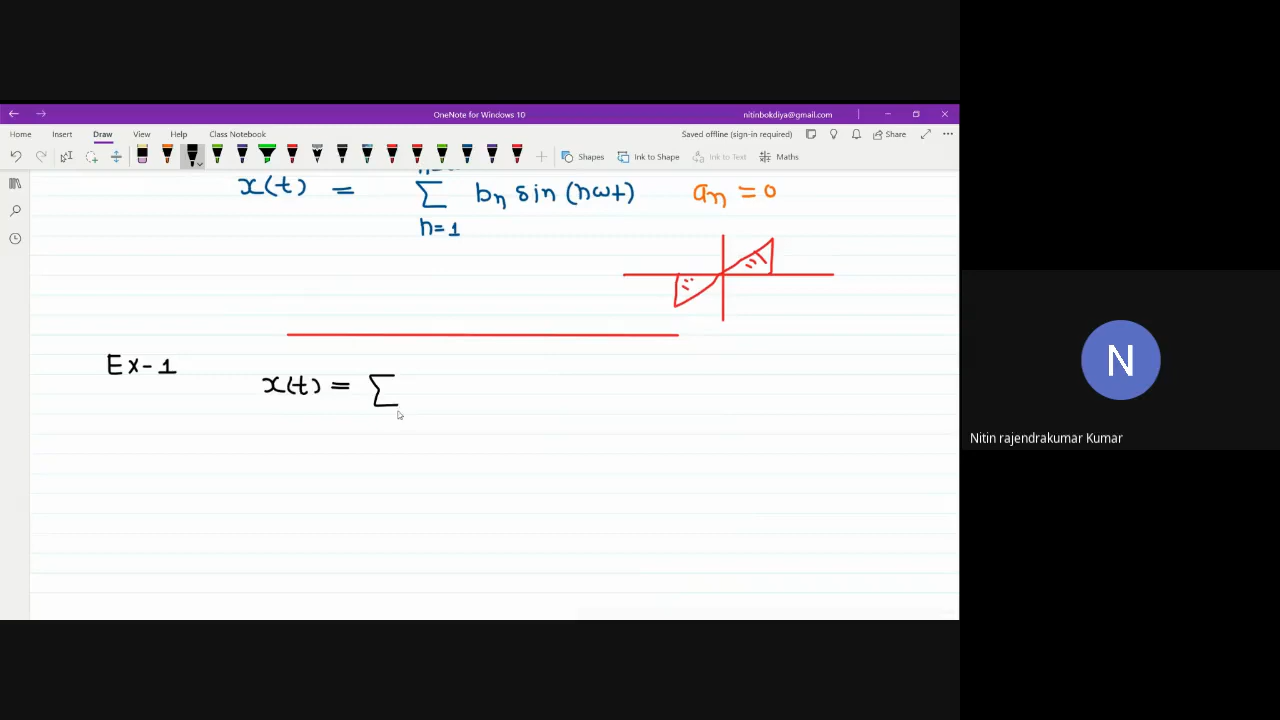 OneNote for Windows 10
nitinbokdiya@gmail.com
Home Insert Draw View Help Class Notebook
Saved offline (sign-in required) Share
Shapes Ink to Shape Ink to Text Maths
x(t) = Σ bn sin (nωt) an = 0
n=1
Ex-1
x(t) = Σ
N
Nitin rajendrakumar Kumar